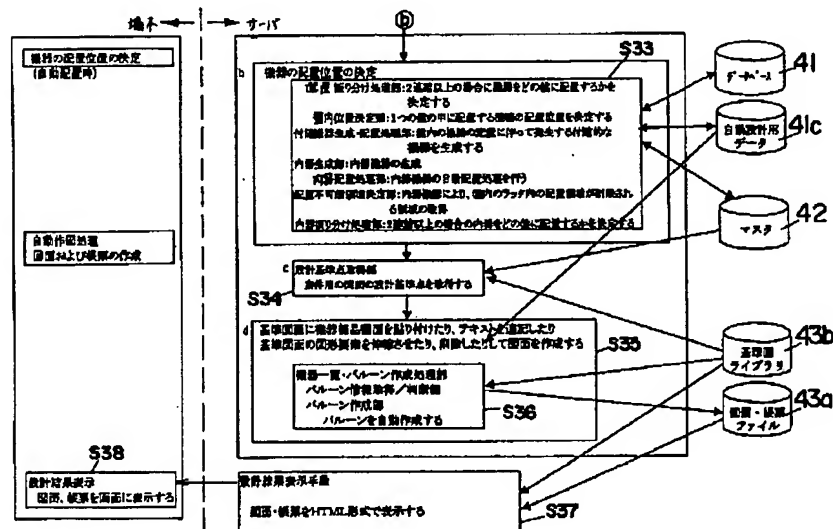 端末
サーバ
b
機器の配置位置の決定
(自動配置時)
自動作図処理
図面および帳票の作成
S38
設計結果表示
図面、帳票を画面に表示する
S33
b 機器の配置位置の決定
振り分け処理部:2連盤以上の場合に機器をどの盤に配置するかを
決定する
盤内位置決定部:1つの盤の中に配置する機器の配置位置を決定する
付随機器生成・配置処理部:盤内の機器の配置に伴って発生する付随的な
機器を生成する
内器生成部:内器機器の生成
内器配置処理部:内器機器の自動配置処理を行う
配置不可領域決定部:内器機器により、盤内のラック内の配置領域が制限され
る領域の取得
内器振り分け処理部:2連盤以上の場合の内器をどの盤に配置するかを決定する
c 設計基準点取得部
図面の設計基準点を取得する
S34
d 基準図面に機器部品図面を貼り付けたり、テキストを追記したり
基準図面の図形要素を伸縮させたり、削除したりして図面を作成する
S35
機器一覧・バルーン作成処理部
バルーン情報取得/判断部
バルーン作成部
バルーンを自動作成する
S36
設計結果表示手段
図面・帳票をHTML形式で表示する
S37
データベース
41
自動設計用
データ
41c
マスタ
42
基準図
ライブラリ
43b
図面・帳票
ファイル
43a